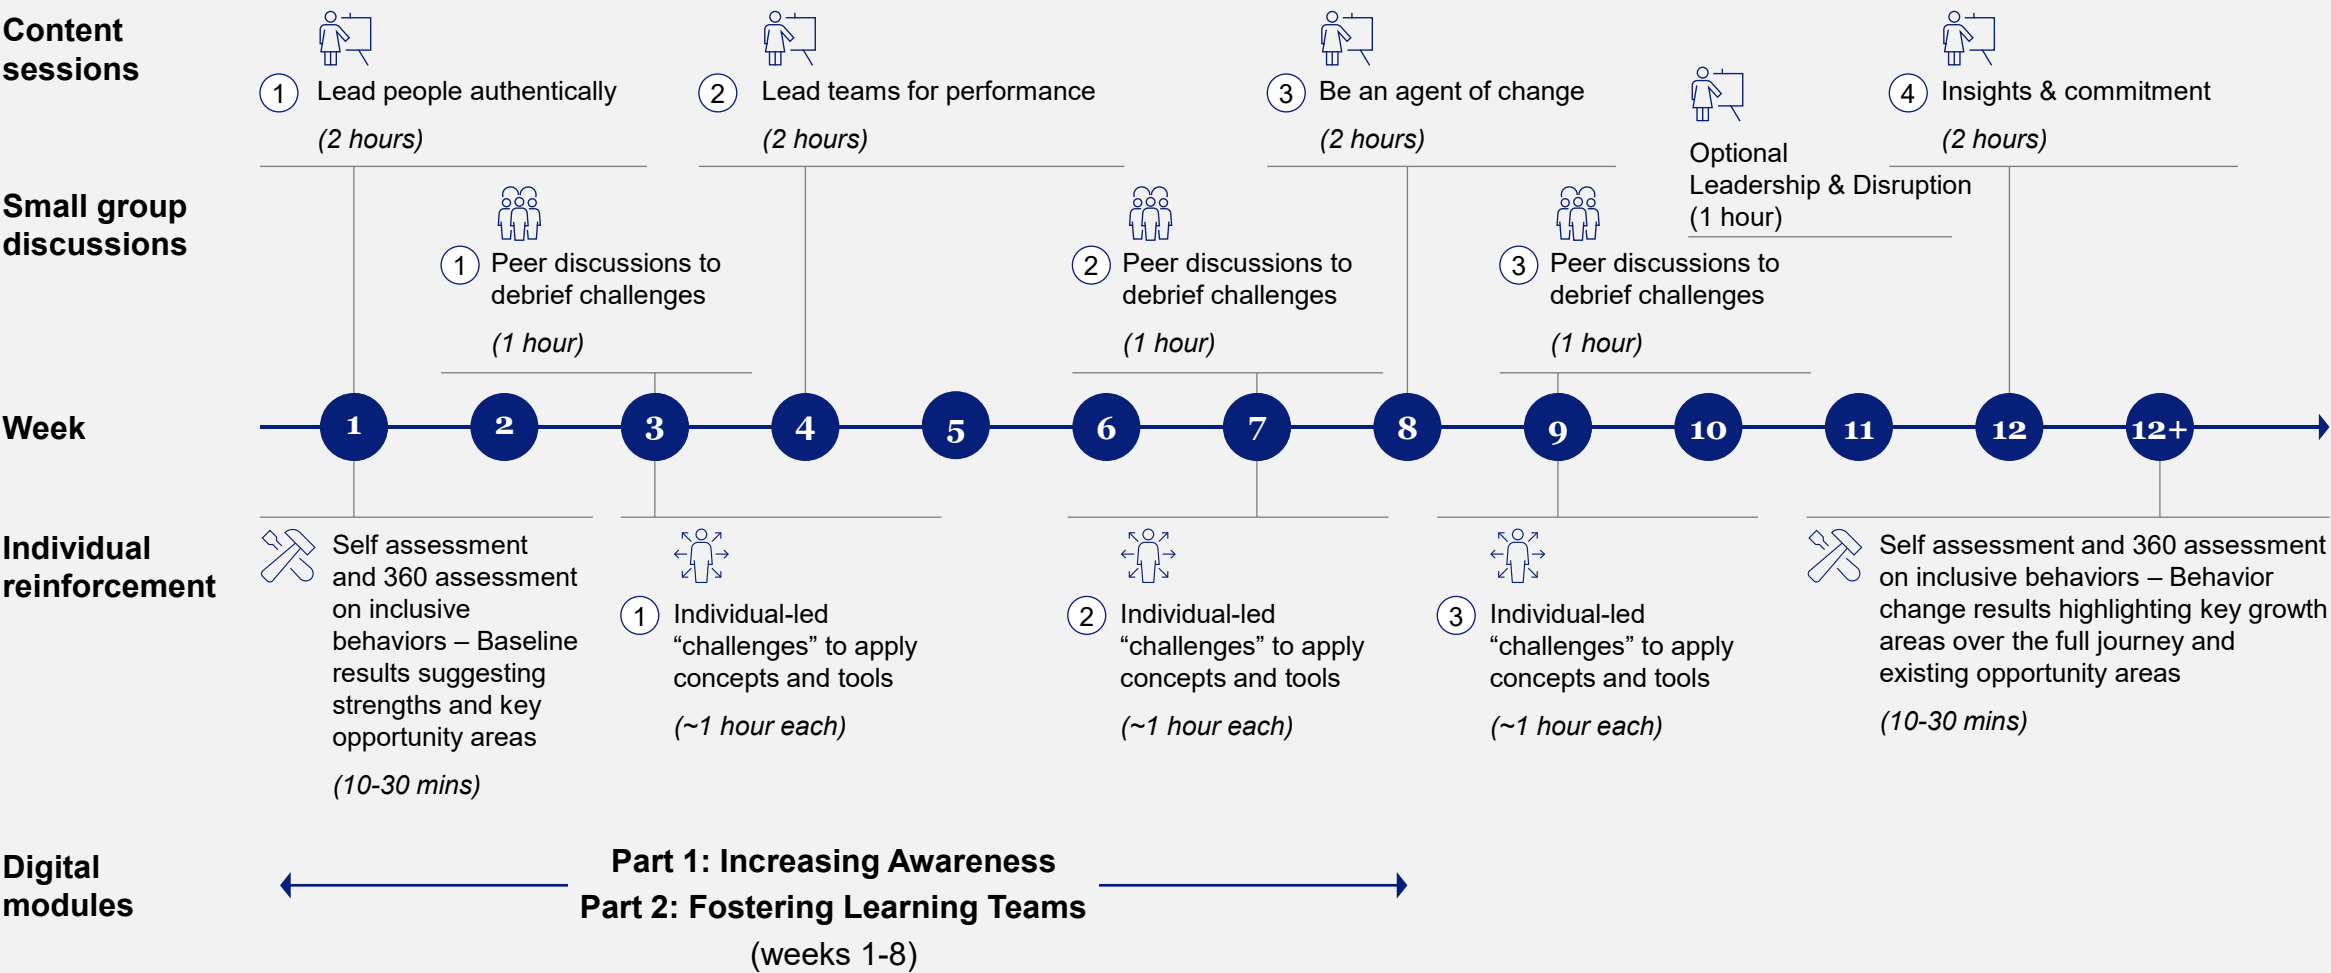 Content
sessions
1 Lead people authentically
(2 hours)
2 Lead teams for performance
(2 hours)
3 Be an agent of change
(2 hours)
Optional
Leadership & Disruption
(1 hour)
4 Insights & commitment
(2 hours)
Small group
discussions
1 Peer discussions to
debrief challenges
(1 hour)
2 Peer discussions to
debrief challenges
(1 hour)
3 Peer discussions to
debrief challenges
(1 hour)
Week
1 2 3 4 5 6 7 8 9 10 11 12 12+
Individual
reinforcement
Self assessment
and 360 assessment
on inclusive
behaviors – Baseline
results suggesting
strengths and key
opportunity areas
(10-30 mins)
1 Individual-led
“challenges” to apply
concepts and tools
(~1 hour each)
2 Individual-led
“challenges” to apply
concepts and tools
(~1 hour each)
3 Individual-led
“challenges” to apply
concepts and tools
(~1 hour each)
Self assessment and 360 assessment
on inclusive behaviors – Behavior
change results highlighting key growth
areas over the full journey and
existing opportunity areas
(10-30 mins)
Digital
modules
Part 1: Increasing Awareness
Part 2: Fostering Learning Teams
(weeks 1-8)